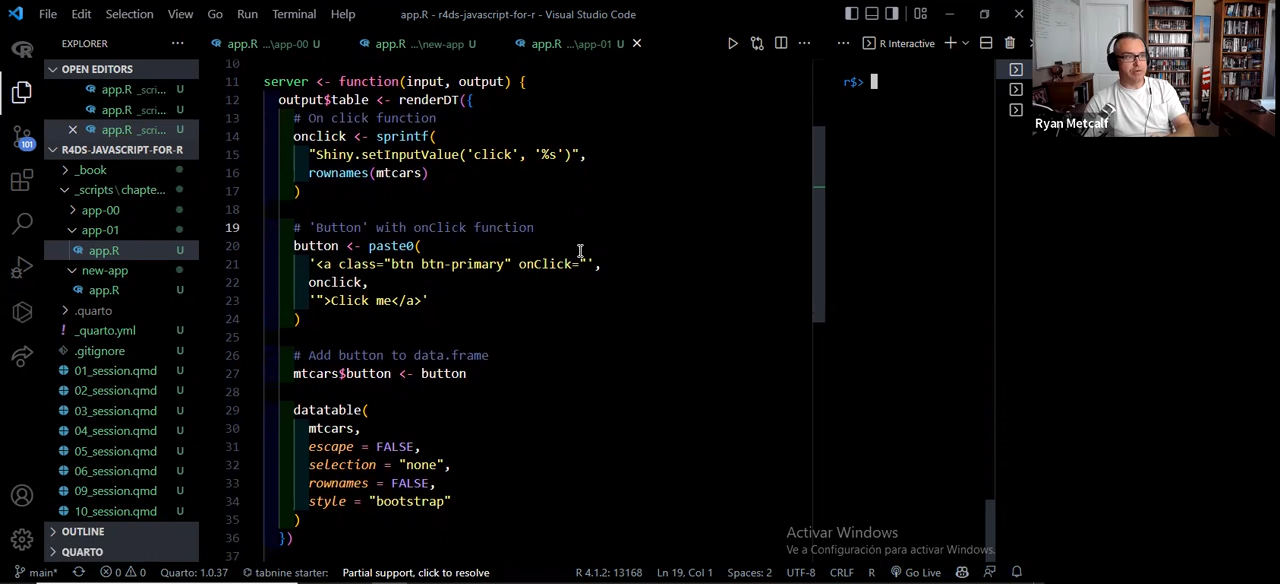 File Edit Selection View Go Run Terminal Help
app.R - r4ds-javascript-for-r - Visual Studio Code
EXPLORER
app.R ...\app-00 U
app.R ...\new-app U
app.R ...\app-01 U
R Interactive
OPEN EDITORS
app.R _scri...
app.R _scri...
app.R _scri...
R4DS-JAVASCRIPT-FOR-R
_book
_scripts \ chapte...
app-00
app-01
app.R U
new-app
app.R U
.quarto
_quarto.yml U
.gitignore U
01_session.qmd U
02_session.qmd U
03_session.qmd U
04_session.qmd U
05_session.qmd U
06_session.qmd U
09_session.qmd U
10_session.qmd U
OUTLINE
QUARTO
10
11 server <- function(input, output) {
12 output$table <- renderDT({
13 # On click function
14 onclick <- sprintf(
15 "Shiny.setInputValue('click', '%s')",
16 rownames(mtcars)
17 )
18
19 # 'Button' with onClick function
20 button <- paste0(
21 '<a class="btn btn-primary" onClick="',
22 onclick,
23 '">Click me</a>'
24 )
25
26 # Add button to data.frame
27 mtcars$button <- button
28
29 datatable(
30 mtcars,
31 escape = FALSE,
32 selection = "none",
33 rownames = FALSE,
34 style = "bootstrap"
35 )
36 })
37
r$>
Ryan Metcalf
Activar Windows
Ve a Configuración para activar Windows.
101
main* 0 0 Quarto: 1.0.37 tabnine starter: Partial support, click to resolve R 4.1.2: 13168 Ln 19, Col 1 Spaces: 2 UTF-8 CRLF R Go Live